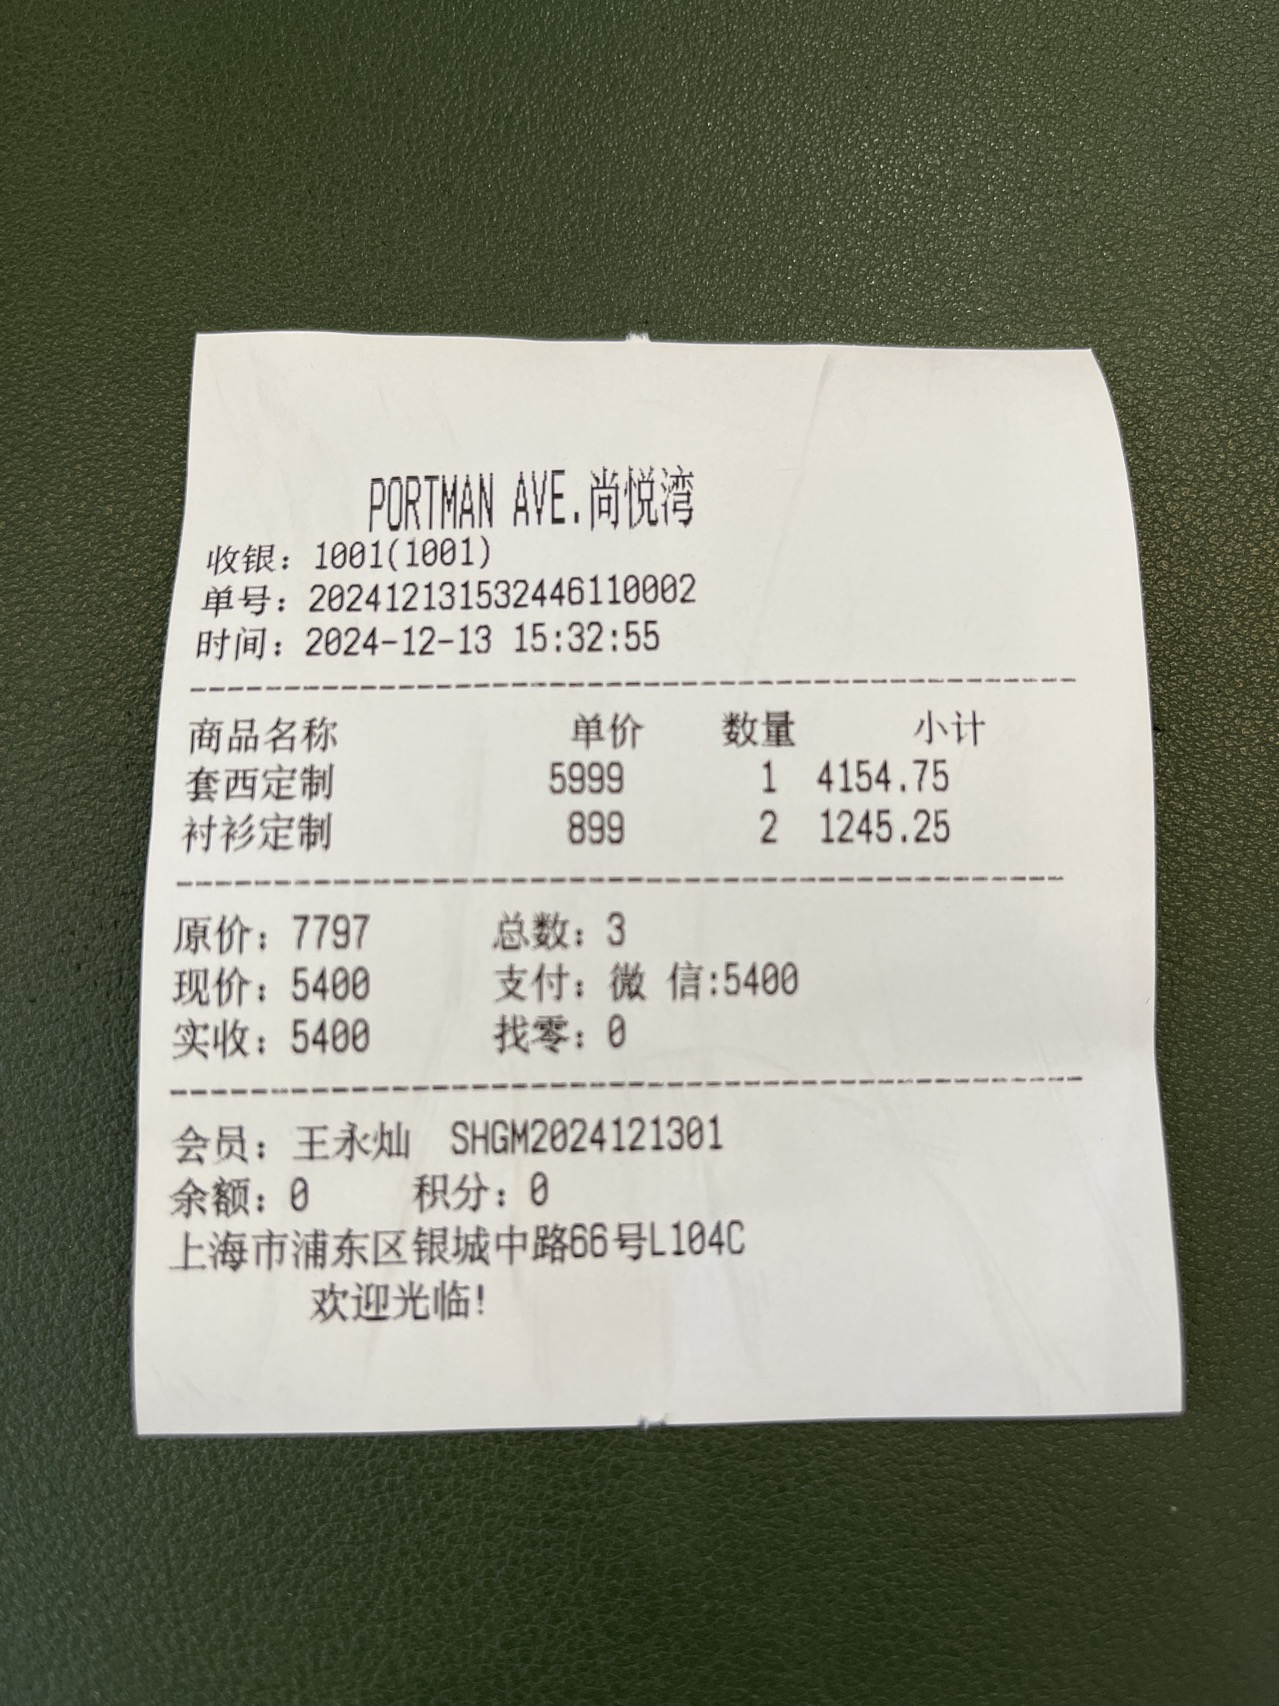 PORTMAN AVE.尚悦湾
收银：1001(1001)
单号：202412131532446110002
时间：2024-12-13 15:32:55
商品名称 单价 数量 小计
套西定制 5999 1 4154.75
衬衫定制 899 2 1245.25
原价：7797 总数：3
现价：5400 支付：微 信:5400
实收：5400 找零：0
会员：王永灿 SHGM2024121301
余额：0 积分：0
上海市浦东区银城中路66号L104C
欢迎光临!